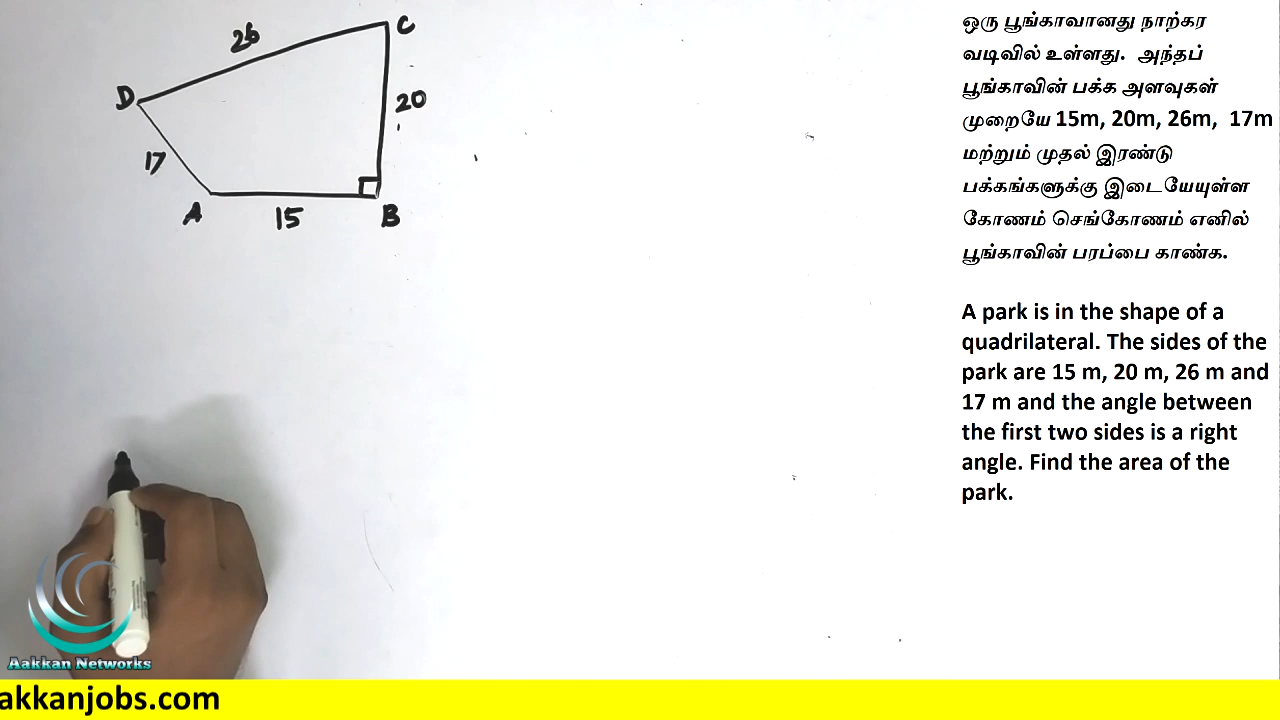 C
26
D
20
17
A
15
B
ஒரு பூங்காவானது நாற்கர
வடிவில் உள்ளது. அந்தப்
பூங்காவின் பக்க அளவுகள்
முறையே 15m, 20m, 26m, 17m
மற்றும் முதல் இரண்டு
பக்கங்களுக்கு இடையேயுள்ள
கோணம் செங்கோணம் எனில்
பூங்காவின் பரப்பை காண்க.
A park is in the shape of a
quadrilateral. The sides of the
park are 15 m, 20 m, 26 m and
17 m and the angle between
the first two sides is a right
angle. Find the area of the
park.
Aakkan Networks
akkanjobs.com